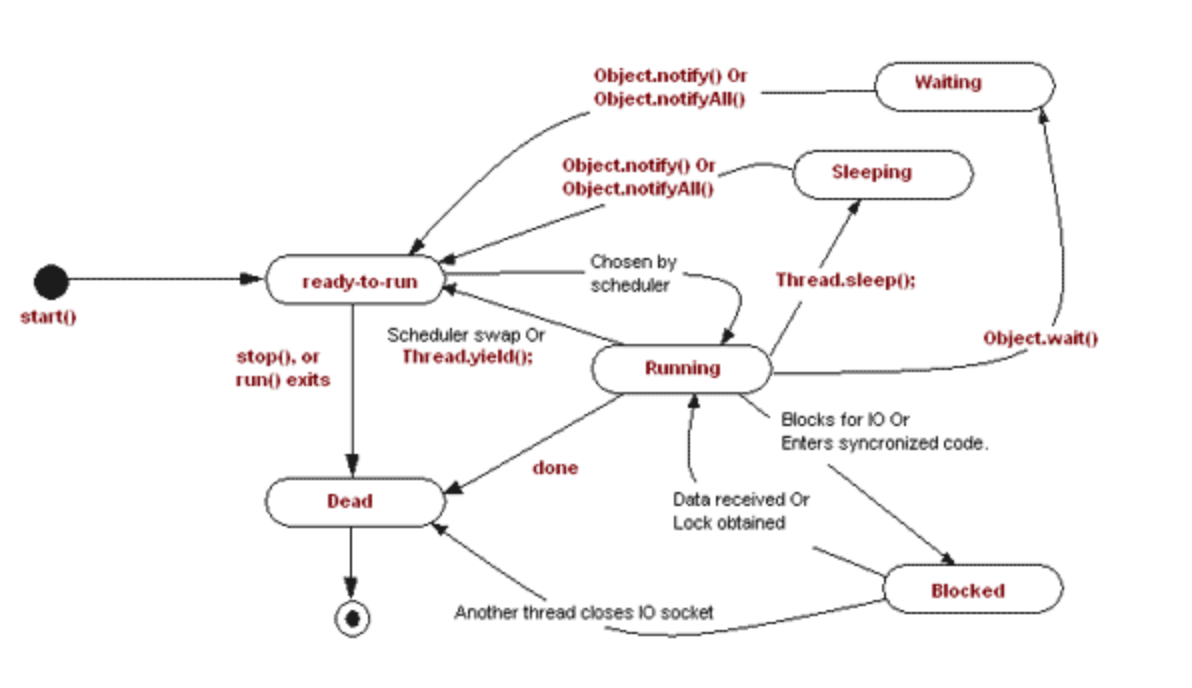 Object.notify() Or
Object.notifyAll()
Waiting
Object.notify() Or
Object.notifyAll()
Sleeping
Chosen by
scheduler
ready-to-run
Thread.sleep();
start()
Scheduler swap Or
Thread.yield();
Object.wait()
stop(), or
run() exits
Running
Blocks for IO Or
Enters syncronized code.
done
Dead
Data received Or
Lock obtained
Blocked
Another thread closes IO socket